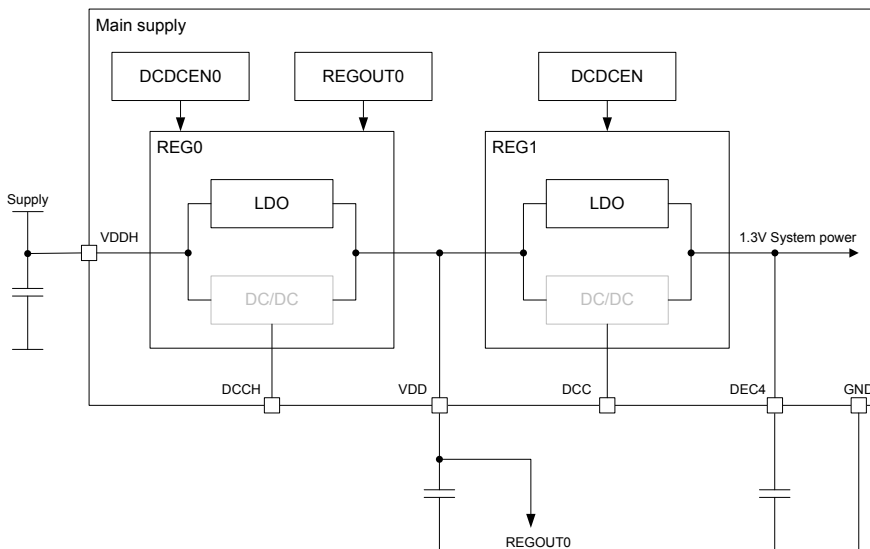 Main supply
DCDCEN0
REGOUT0
DCDCEN
REG0
REG1
LDO
LDO
Supply
VDDH
1.3V System power
DC/DC
DC/DC
DCCH
VDD
DCC
DEC4
GND
REGOUT0